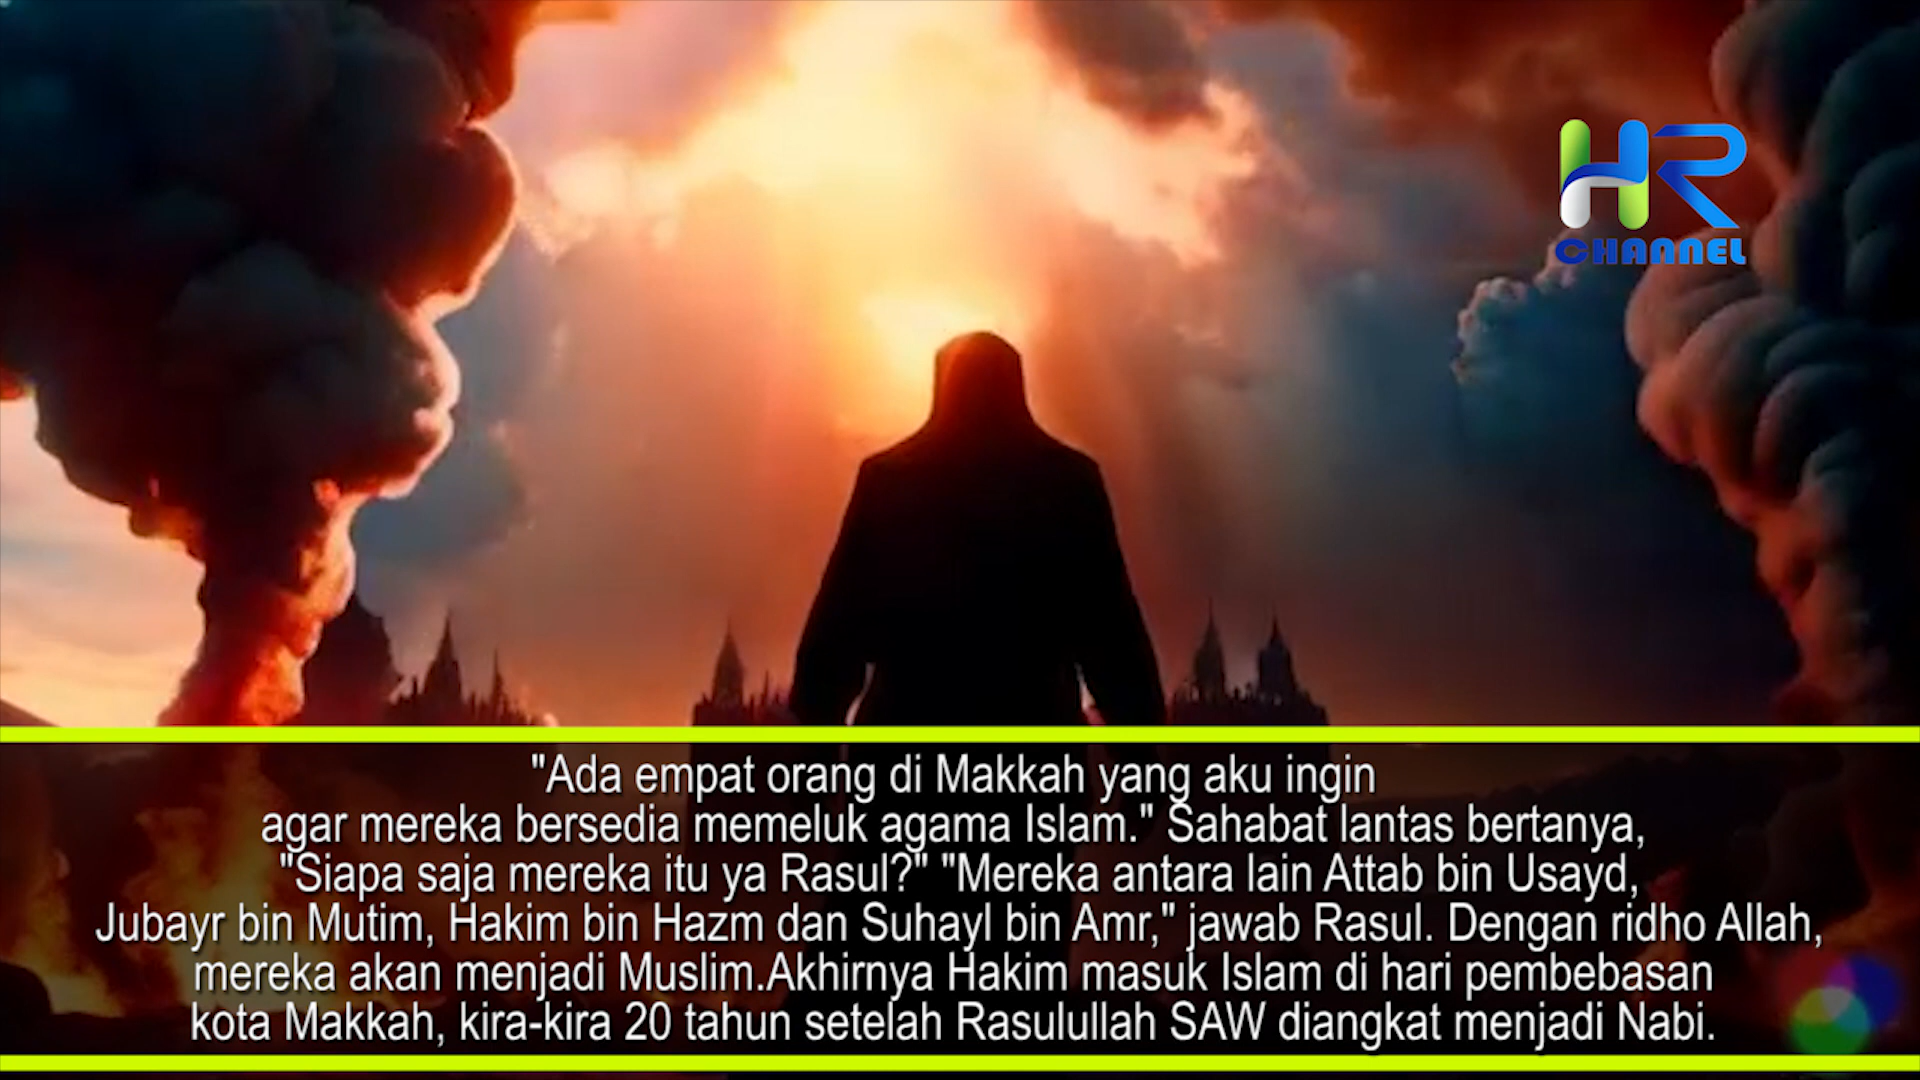 HR
CHANNEL
"Ada empat orang di Makkah yang aku ingin
agar mereka bersedia memeluk agama Islam." Sahabat lantas bertanya,
"Siapa saja mereka itu ya Rasul?" "Mereka antara lain Attab bin Usayd,
Jubayr bin Mutim, Hakim bin Hazm dan Suhayl bin Amr," jawab Rasul. Dengan ridho Allah,
mereka akan menjadi Muslim.Akhirnya Hakim masuk Islam di hari pembebasan
kota Makkah, kira-kira 20 tahun setelah Rasulullah SAW diangkat menjadi Nabi.